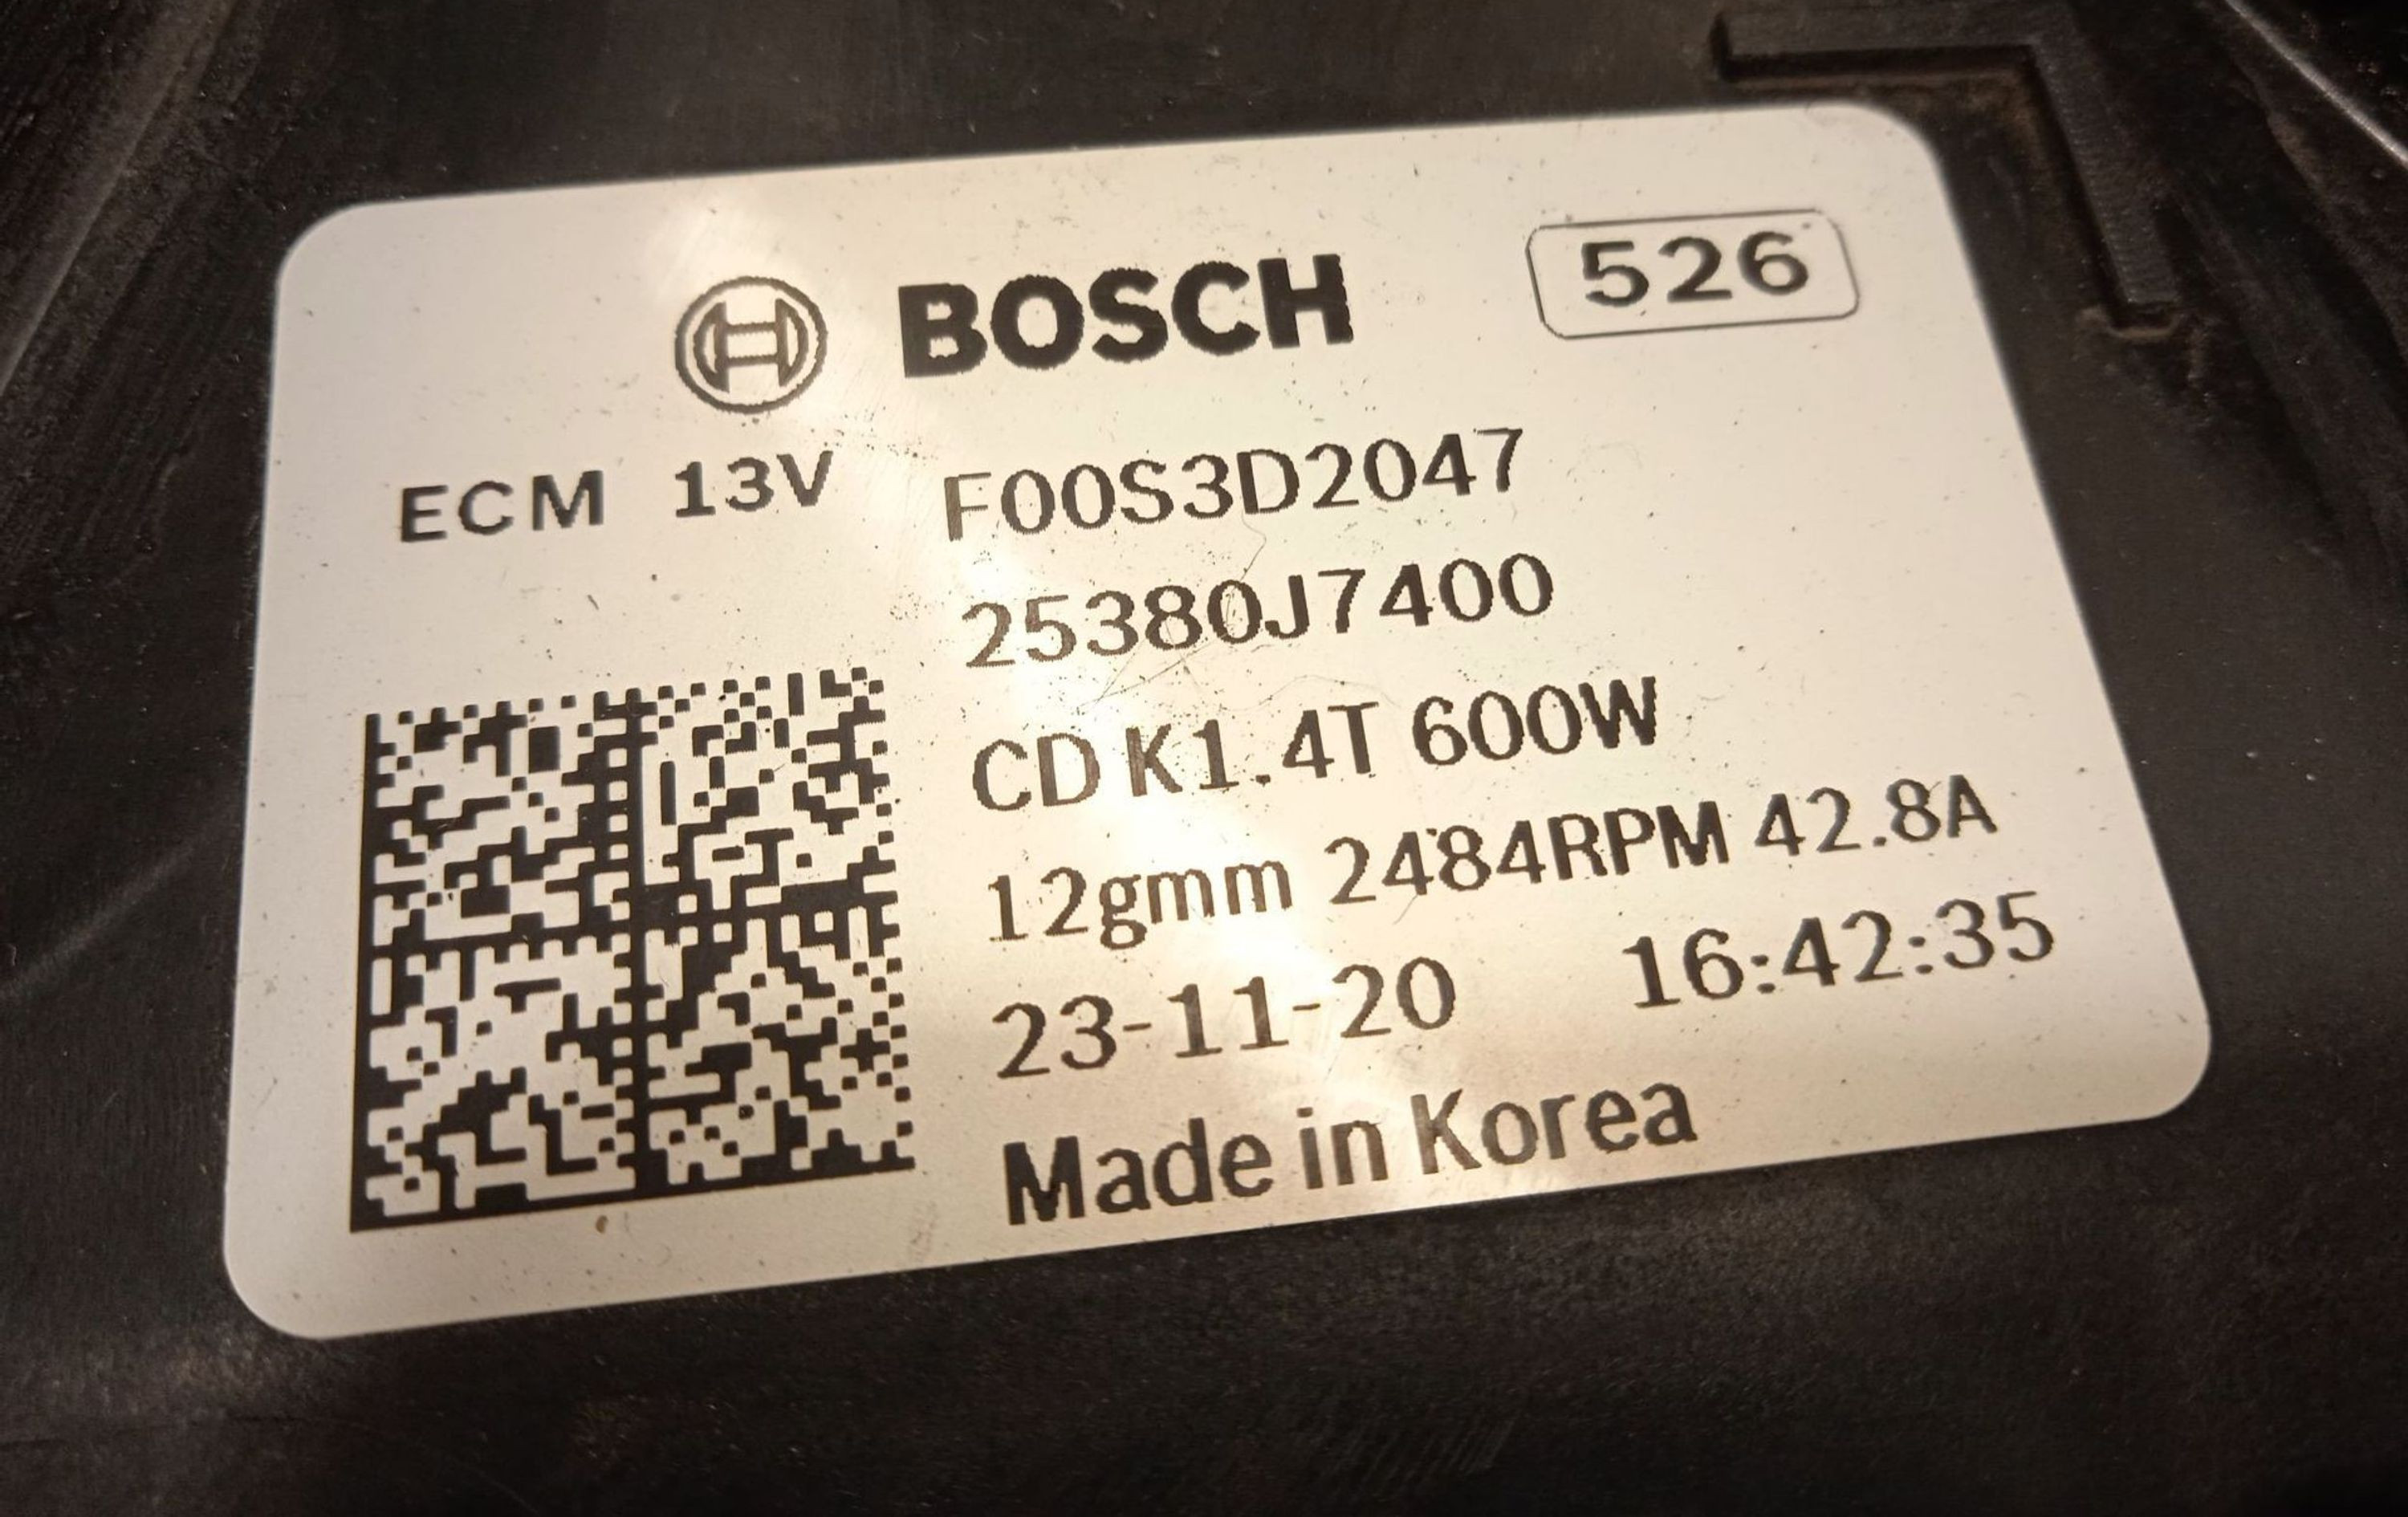 BOSCH 526
ECM 13V F00S3D2047
25380J7400
CD K1.4T 600W
12gmm 2484RPM 42.8A
23-11-20 16:42:35
Made in Korea